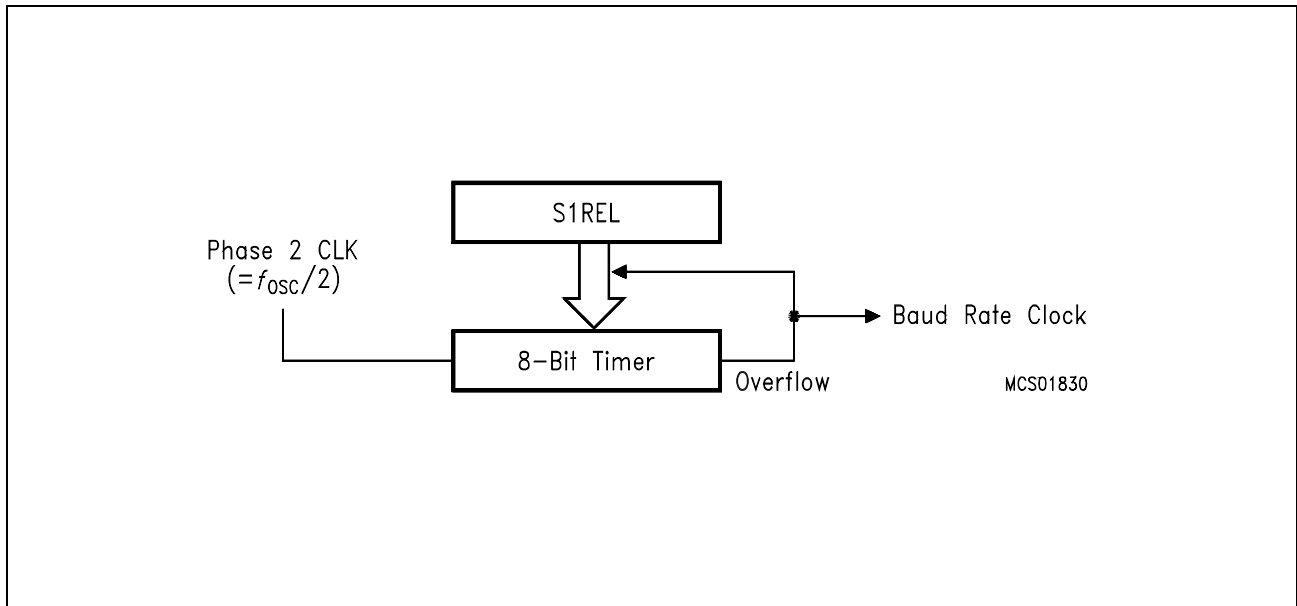 S1REL
Phase 2 CLK
(=fOSC/2)
Baud Rate Clock
8-Bit Timer
Overflow
MCS01830